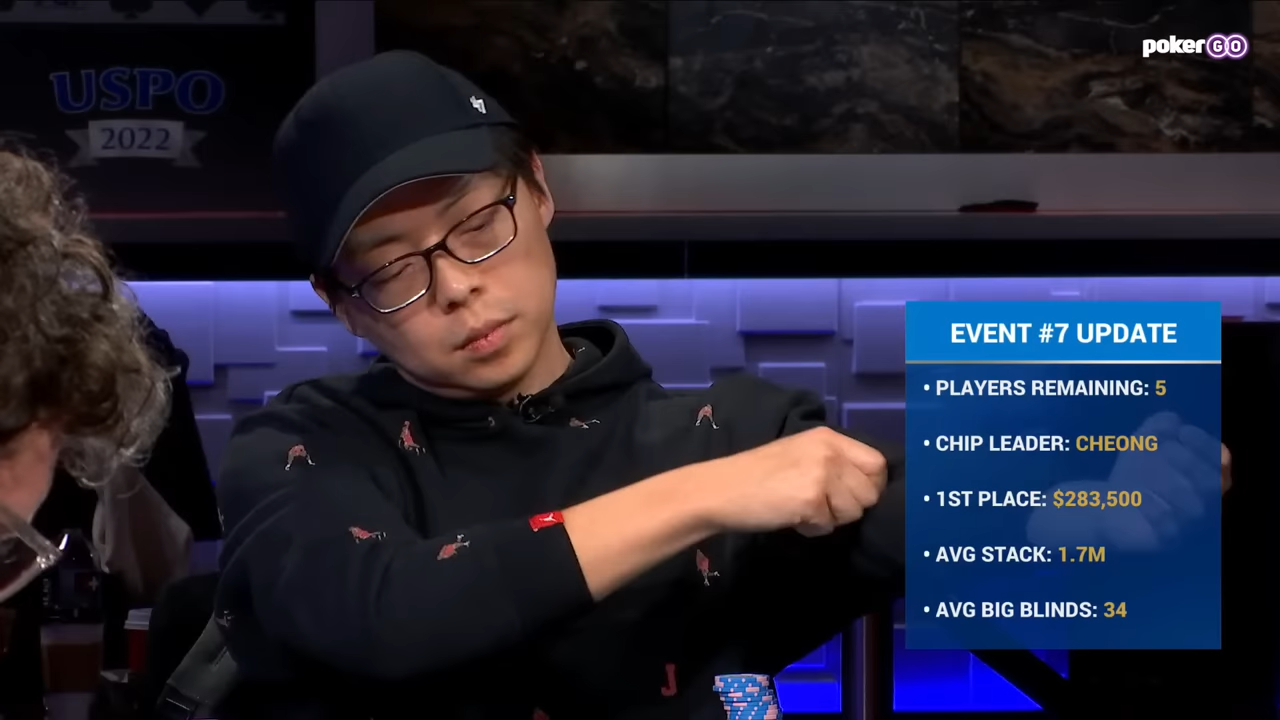 USPO
2022
pokerGO
EVENT #7 UPDATE
• PLAYERS REMAINING: 5
• CHIP LEADER: CHEONG
• 1ST PLACE: $283,500
• AVG STACK: 1.7M
• AVG BIG BLINDS: 34
J